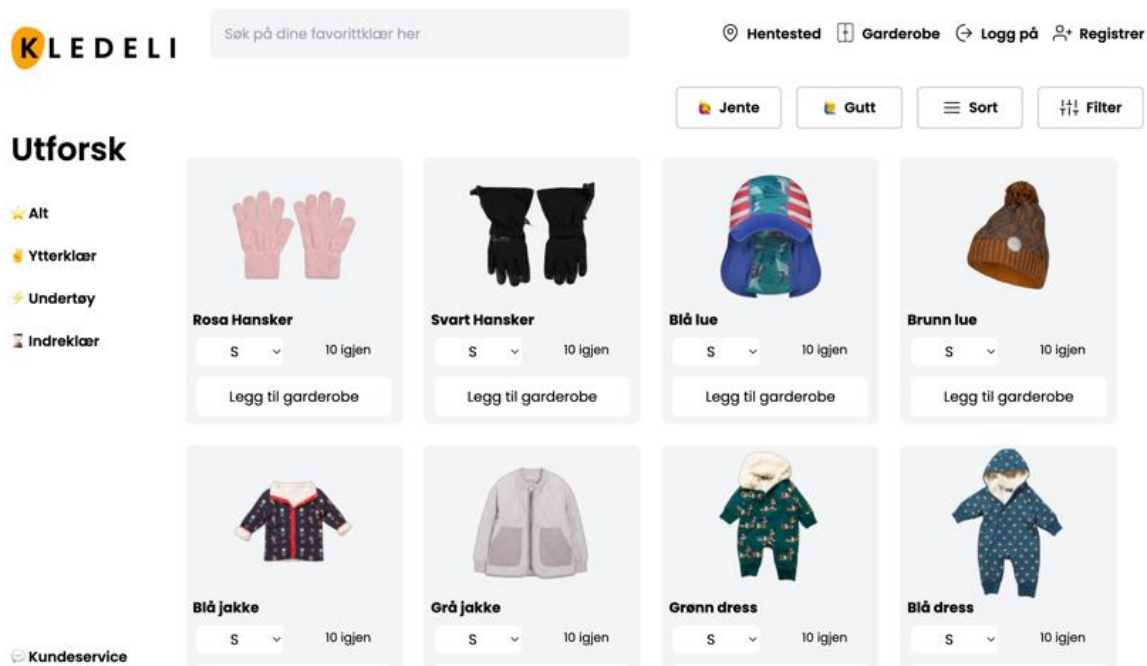 KLEDELI
Søk på dine favorittklær her
Hentested
Garderobe
Logg på
Registrer
Jente
Gutt
Sort
Filter
Utforsk
Alt
Ytterklær
Undertøy
Indreklær
Kundeservice
Rosa Hansker
S
10 igjen
Legg til garderobe
Svart Hansker
S
10 igjen
Legg til garderobe
Blå lue
S
10 igjen
Legg til garderobe
Brunn lue
S
10 igjen
Legg til garderobe
Blå jakke
S
10 igjen
Grå jakke
S
10 igjen
Grønn dress
S
10 igjen
Blå dress
S
10 igjen